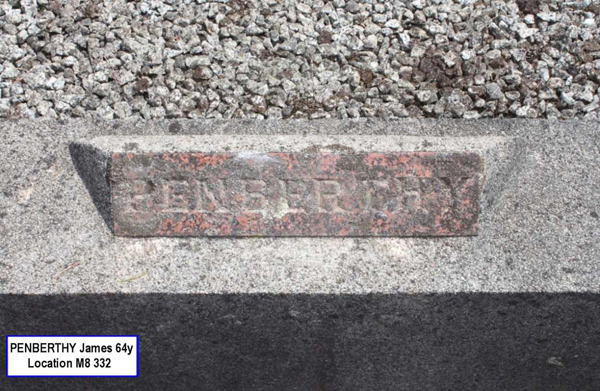 PENBERTHY
PENBERTHY James 64y
Location M8 332